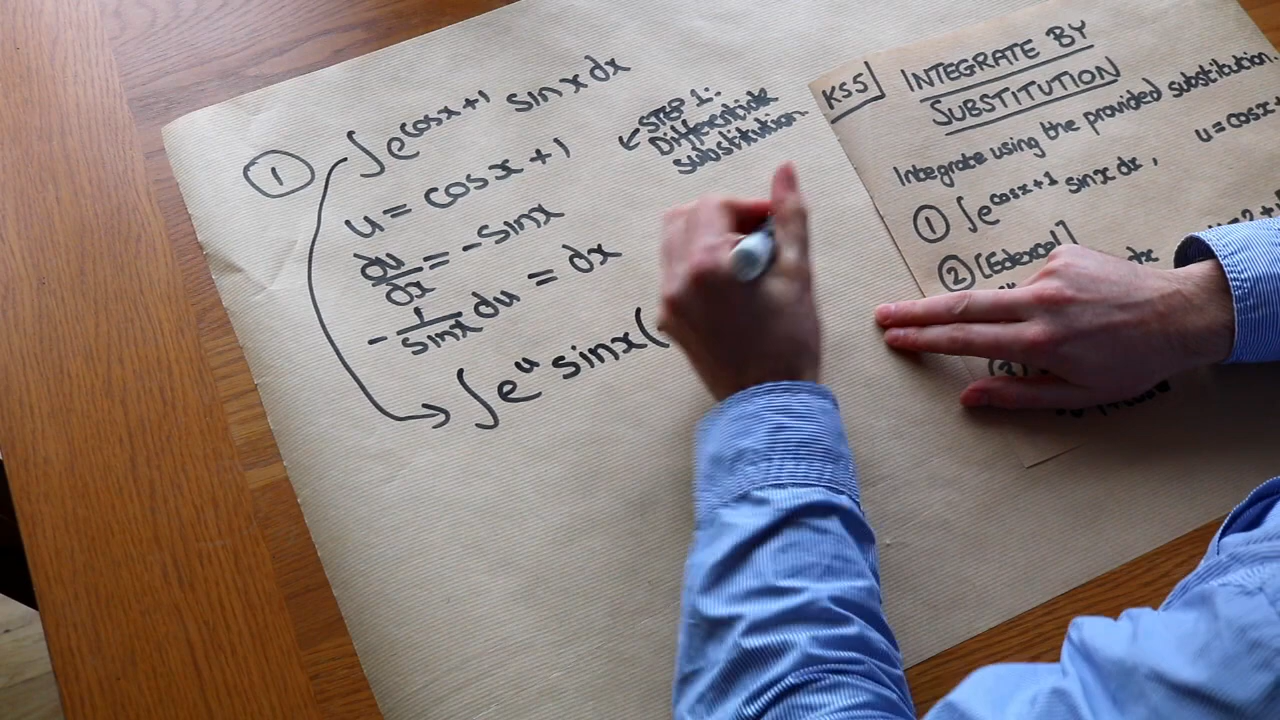 ① ∫e^{cosx+1} sinx dx
u = cosx + 1
← STEP 1:
Differentiate
substitution.
du/dx = -sinx
-1/sinx du = dx
∫e^u sinx(
KS5
INTEGRATE BY
SUBSTITUTION
Integrate using the provided substitution.
① ∫e^{cosx+1} sinx dx, u=cosx+
② [Edexcel]